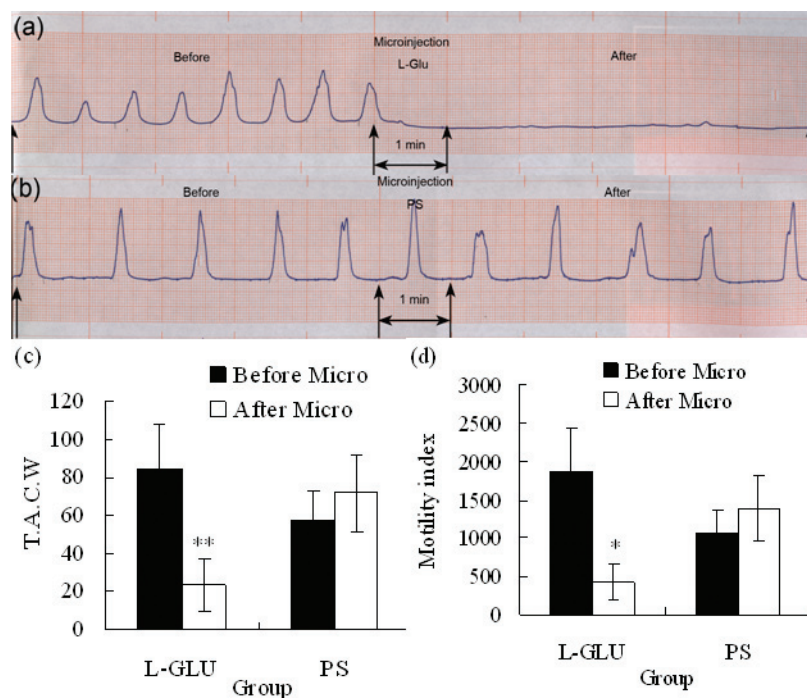 (a)
Microinjection
Before
L-Glu
After
1 min
(b)
Microinjection
Before
PS
After
1 min
(c)
Before Micro
After Micro
120
100
80
60
40
20
0
T.A.C.W
**
L-GLU
PS
Group
(d)
Before Micro
After Micro
3000
2500
2000
1500
1000
500
0
Motility index
*
L-GLU
PS
Group